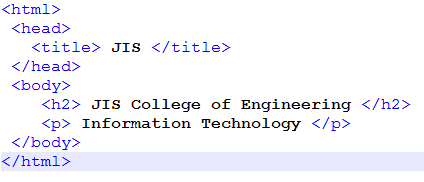 <html>
<head>
<title> JIS </title>
</head>
<body>
<h2> JIS College of Engineering </h2>
<p> Information Technology </p>
</body>
</html>